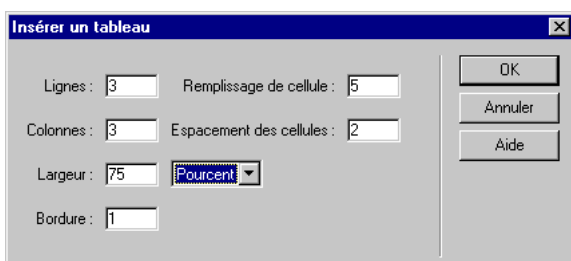 Insérer un tableau
Lignes : 3 Remplissage de cellule : 5
Colonnes : 3 Espacement des cellules : 2
Largeur : 75 Pourcent
Bordure : 1
OK
Annuler
Aide